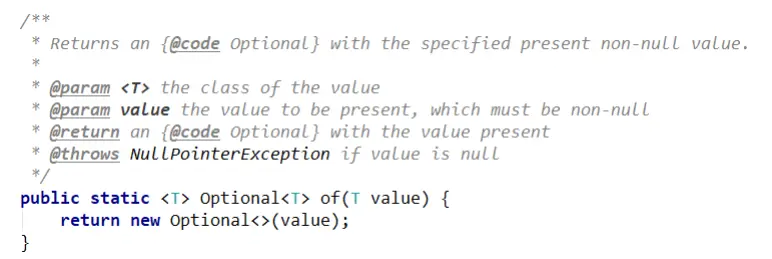 /**
 * Returns an {@code Optional} with the specified present non-null value.
 *
 * @param <T> the class of the value
 * @param value the value to be present, which must be non-null
 * @return an {@code Optional} with the value present
 * @throws NullPointerException if value is null
 */
public static <T> Optional<T> of(T value) {
    return new Optional<>(value);
}